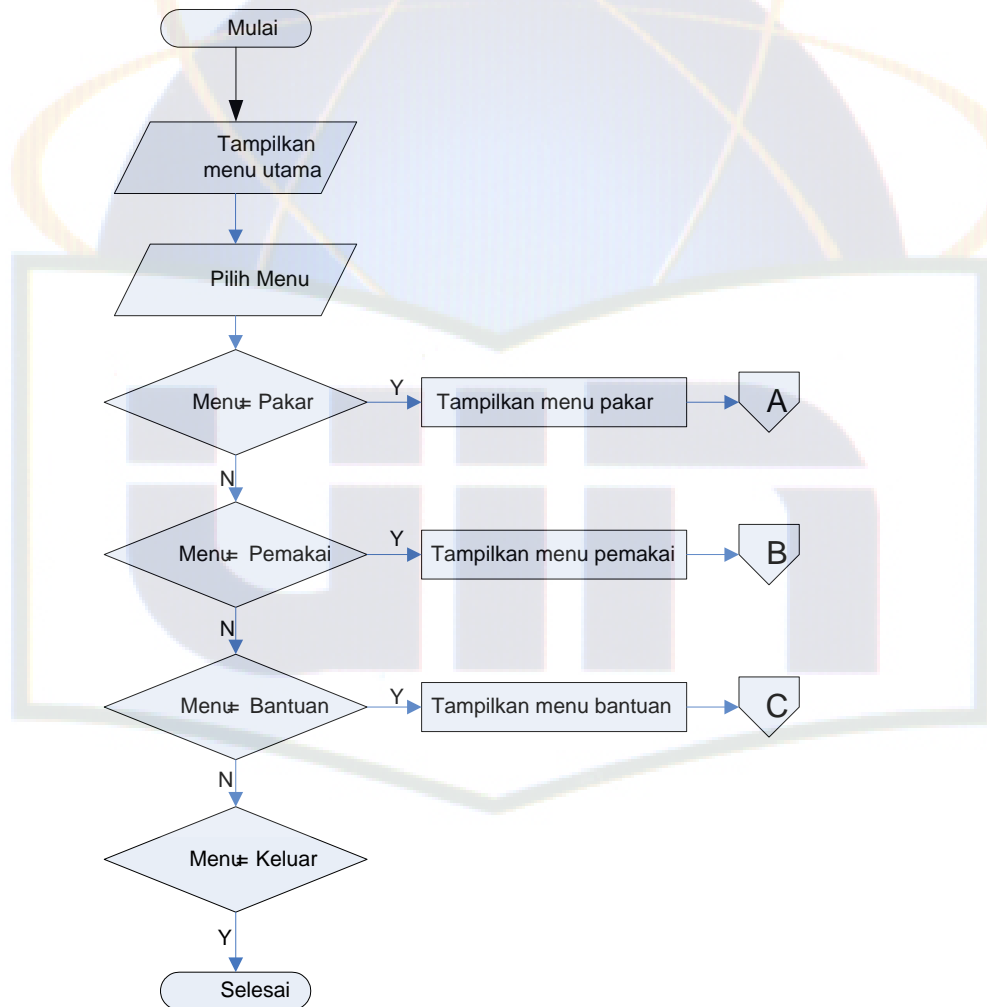 Mulai
Tampilkan
menu utama
Pilih Menu
Menu= Pakar
Y
Tampilkan menu pakar
A
N
Menu= Pemakai
Y
Tampilkan menu pemakai
B
N
Menu= Bantuan
Y
Tampilkan menu bantuan
C
N
Menu= Keluar
Y
Selesai